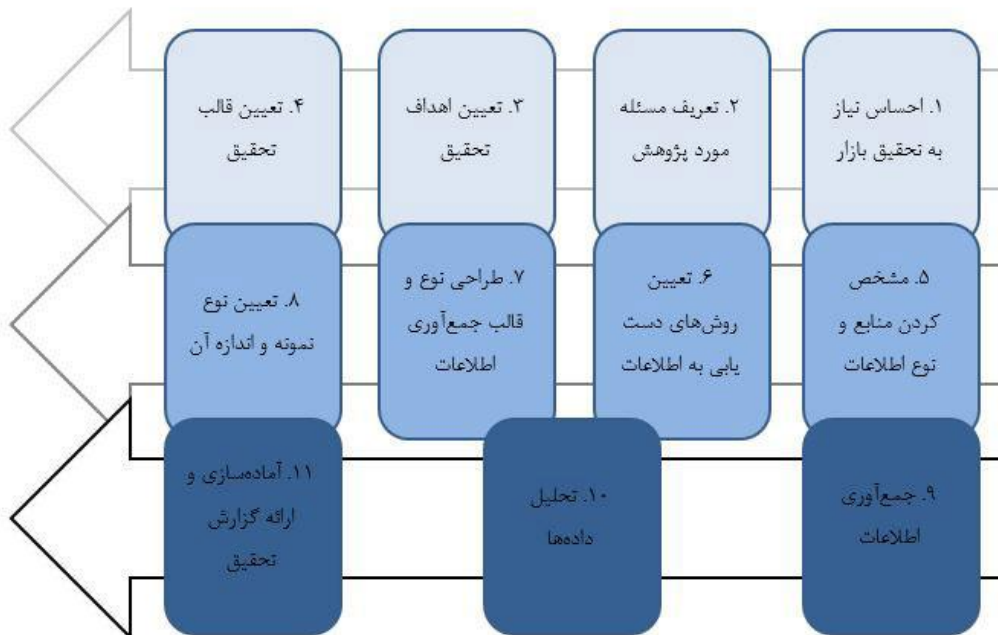 ۱. احساس نیاز
به تحقیق بازار
۲. تعریف مسئله
مورد پژوهش
۳. تعیین اهداف
تحقیق
۴. تعیین قالب
تحقیق
۵. مشخص
کردن منابع و
نوع اطلاعات
۶. تعیین
روش‌های دست
یابی به اطلاعات
۷. طراحی نوع و
قالب جمع‌آوری
اطلاعات
۸. تعیین نوع
نمونه و اندازه آن
۹. جمع‌آوری
اطلاعات
۱۰. تحلیل
داده‌ها
۱۱. آماده‌سازی و
ارائه گزارش
تحقیق